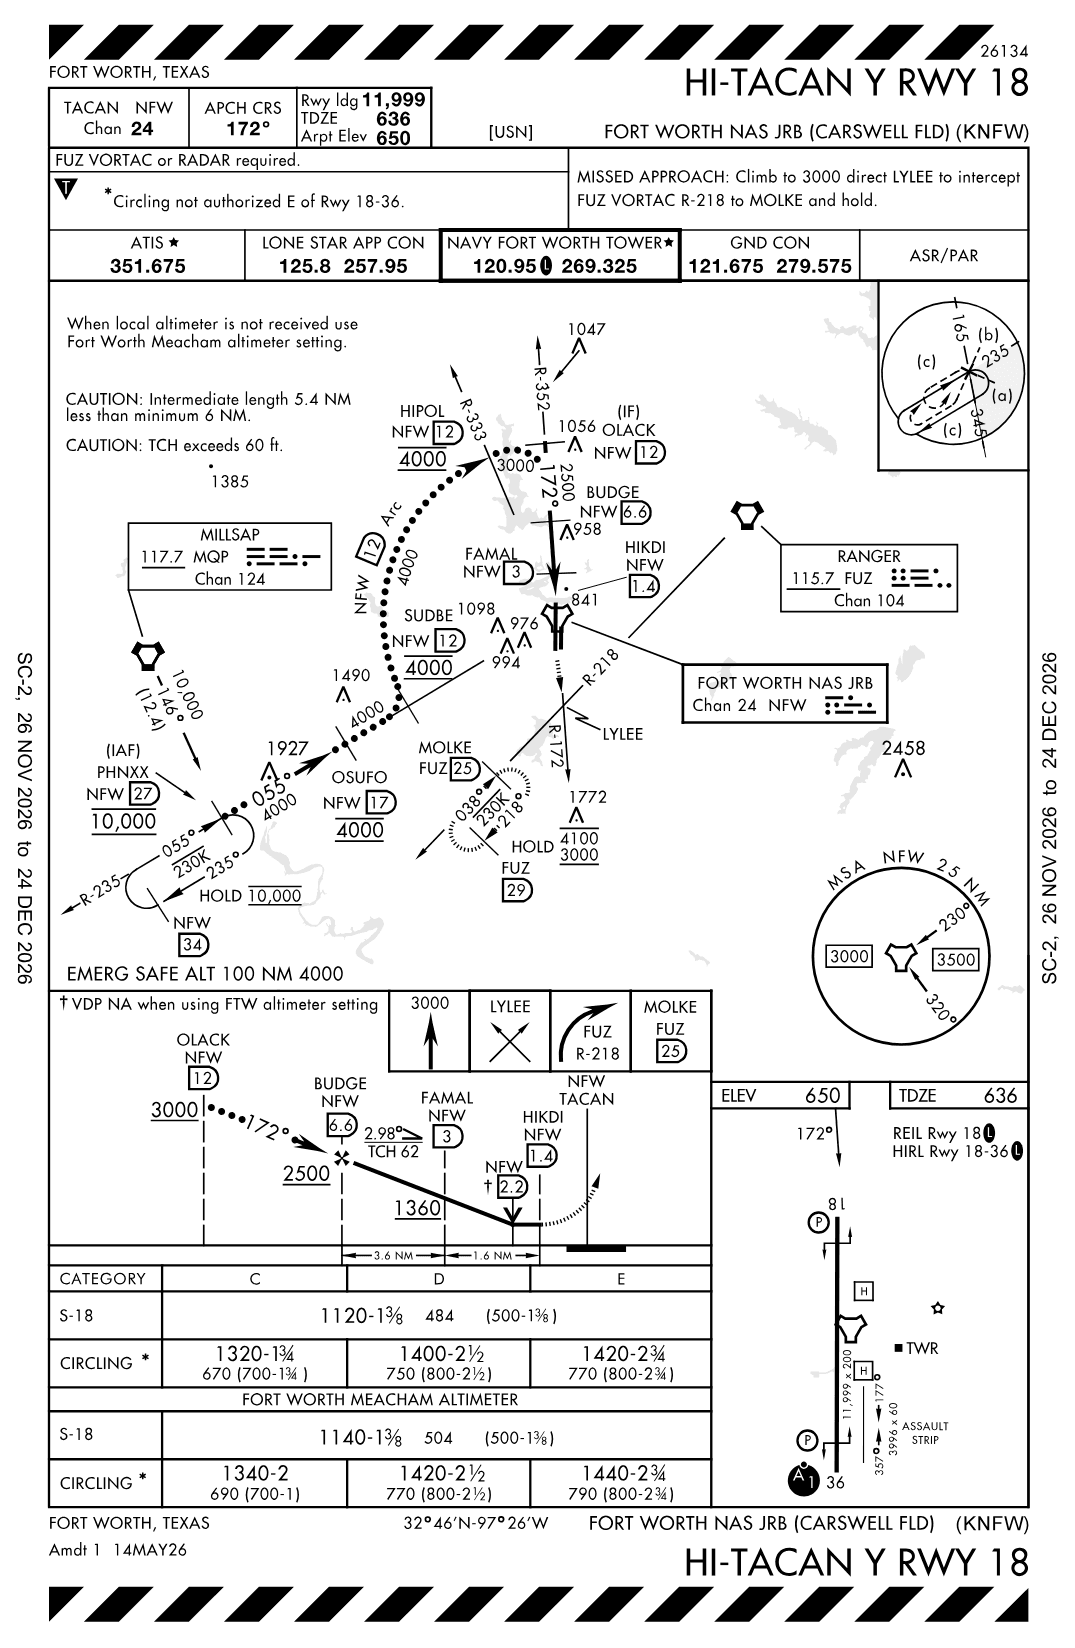 26134
FORT WORTH, TEXAS
HI-TACAN Y RWY 18
TACAN NFW
Chan 24
APCH CRS
172°
Rwy ldg 11,999
TDZE 636
Arpt Elev 650
[USN]
FORT WORTH NAS JRB (CARSWELL FLD) (KNFW)
FUZ VORTAC or RADAR required.
T
*Circling not authorized E of Rwy 18-36.
MISSED APPROACH: Climb to 3000 direct LYLEE to intercept
FUZ VORTAC R-218 to MOLKE and hold.
ATIS ★
351.675
LONE STAR APP CON
125.8 257.95
NAVY FORT WORTH TOWER★
120.95 L 269.325
GND CON
121.675 279.575
ASR/PAR
When local altimeter is not received use
Fort Worth Meacham altimeter setting.
CAUTION: Intermediate length 5.4 NM
less than minimum 6 NM.
CAUTION: TCH exceeds 60 ft.
1385
1047
R-352
R-333
HIPOL
NFW 12
4000
3000
1056
(IF)
OLACK
NFW 12
172°
2500
BUDGE
NFW 6.6
958
165
(b)
235
(c)
(a)
345
(c)
MILLSAP
117.7 MQP
Chan 124
NFW 12 Arc
4000
FAMAL
NFW 3
HIKDI
NFW
1.4
841
RANGER
115.7 FUZ
Chan 104
SUDBE
NFW 12
4000
1098
976
994
R-218
FORT WORTH NAS JRB
Chan 24 NFW
10,000
146°
(12.4)
1490
4000
LYLEE
R-172
2458
(IAF)
PHNXX
NFW 27
10,000
1927
055°
4000
OSUFO
NFW 17
4000
MOLKE
FUZ 25
038°
230K
218°
1772
HOLD 4100
3000
FUZ
29
055°
230K
235°
R-235
HOLD 10,000
NFW
34
MSA NFW 25 NM
230°
3000
3500
320°
EMERG SAFE ALT 100 NM 4000
SC-2, 26 NOV 2026 to 24 DEC 2026
SC-2, 26 NOV 2026 to 24 DEC 2026
† VDP NA when using FTW altimeter setting
3000
LYLEE
FUZ
R-218
MOLKE
FUZ
25
OLACK
NFW
12
3000
172°
BUDGE
NFW
6.6
2500
2.98°
TCH 62
FAMAL
NFW
3
1360
HIKDI
NFW
1.4
NFW
† 2.2
NFW
TACAN
3.6 NM
1.6 NM
ELEV 650
TDZE 636
172°
REIL Rwy 18 L
HIRL Rwy 18-36 L
18
P
H
TWR
11,999 x 200
H
177°
357°
3996 x 60
ASSAULT
STRIP
P
A1
36
CATEGORY C D E
S-18 1120-1⅜ 484 (500-1⅜)
CIRCLING * 1320-1¾ 1400-2½ 1420-2¾
670 (700-1¾) 750 (800-2½) 770 (800-2¾)
FORT WORTH MEACHAM ALTIMETER
S-18 1140-1⅜ 504 (500-1⅜)
CIRCLING * 1340-2 1420-2½ 1440-2¾
690 (700-1) 770 (800-2½) 790 (800-2¾)
FORT WORTH, TEXAS
32°46'N-97°26'W
FORT WORTH NAS JRB (CARSWELL FLD) (KNFW)
Amdt 1 14MAY26
HI-TACAN Y RWY 18